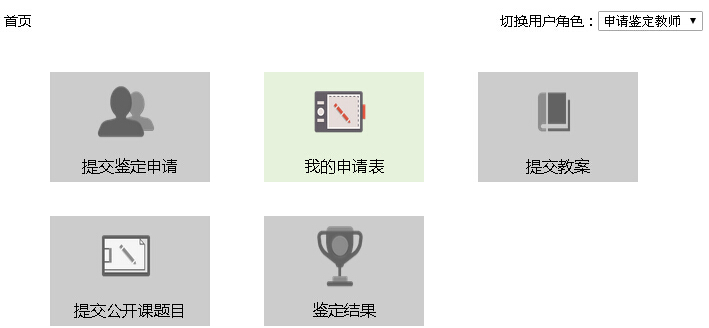 首页
切换用户角色：申请鉴定教师
提交鉴定申请
我的申请表
提交教案
提交公开课题目
鉴定结果